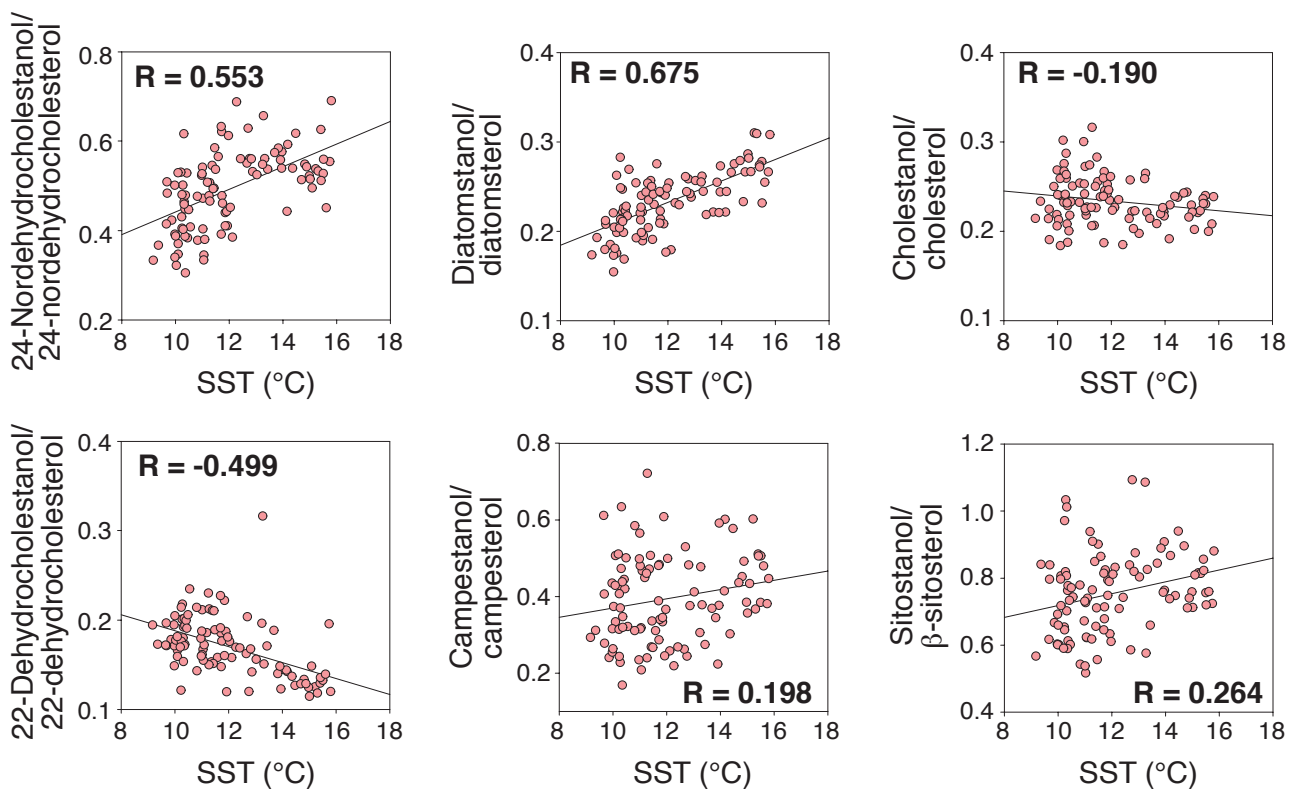 24-Nordehydrocholestanol/
24-nordehydrocholesterol
0.8
0.6
0.4
0.2
R = 0.553
8 10 12 14 16 18
SST (°C)
Diatomstanol/
diatomsterol
0.4
0.3
0.2
0.1
R = 0.675
8 10 12 14 16 18
SST (°C)
Cholestanol/
cholesterol
0.4
0.3
0.2
0.1
R = -0.190
8 10 12 14 16 18
SST (°C)
22-Dehydrocholestanol/
22-dehydrocholesterol
0.4
0.3
0.2
0.1
R = -0.499
8 10 12 14 16 18
SST (°C)
Campestanol/
campesterol
0.8
0.6
0.4
0.2
R = 0.198
8 10 12 14 16 18
SST (°C)
Sitostanol/
β-sitosterol
1.2
1.0
0.8
0.6
0.4
R = 0.264
8 10 12 14 16 18
SST (°C)